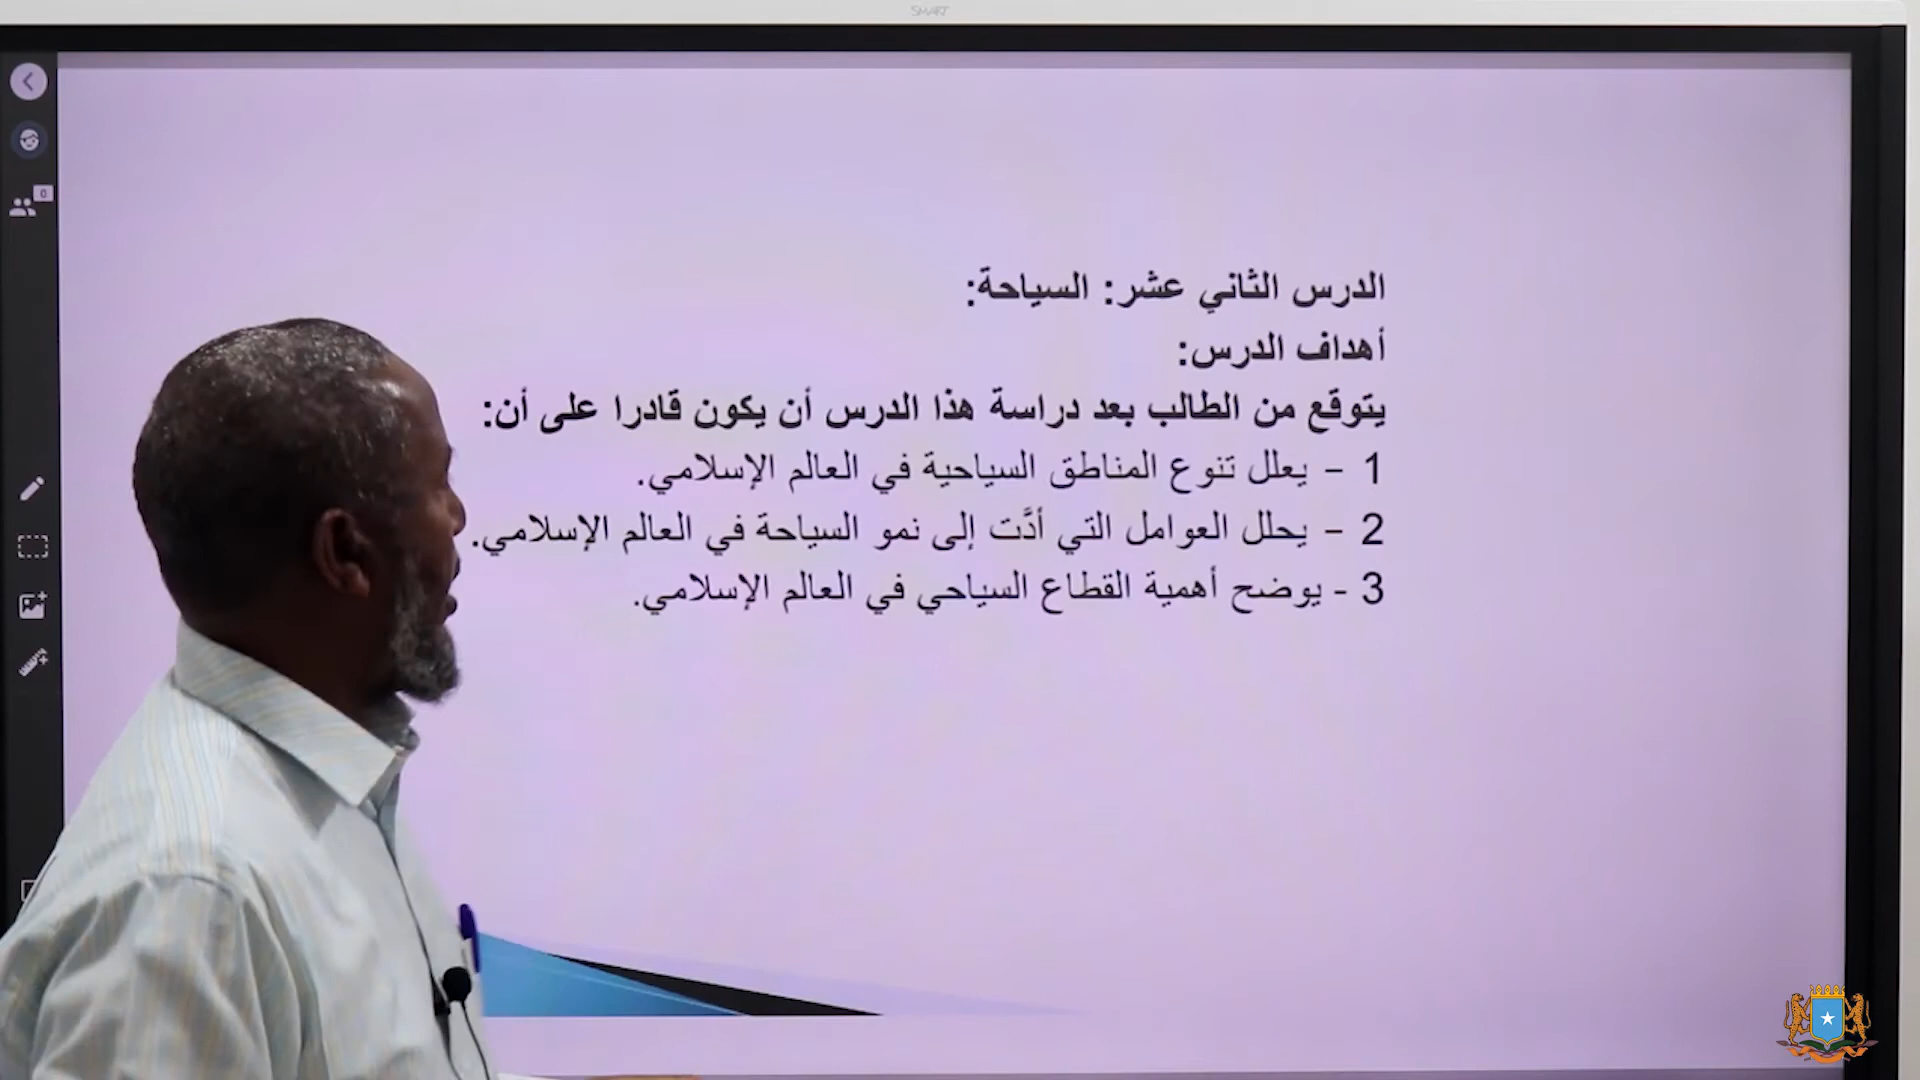 SMART
0
الدرس الثاني عشر: السياحة:
أهداف الدرس:
يتوقع من الطالب بعد دراسة هذا الدرس أن يكون قادرا على أن:
1 – يعلل تنوع المناطق السياحية في العالم الإسلامي.
2 – يحلل العوامل التي أدَّت إلى نمو السياحة في العالم الإسلامي.
3 - يوضح أهمية القطاع السياحي في العالم الإسلامي.